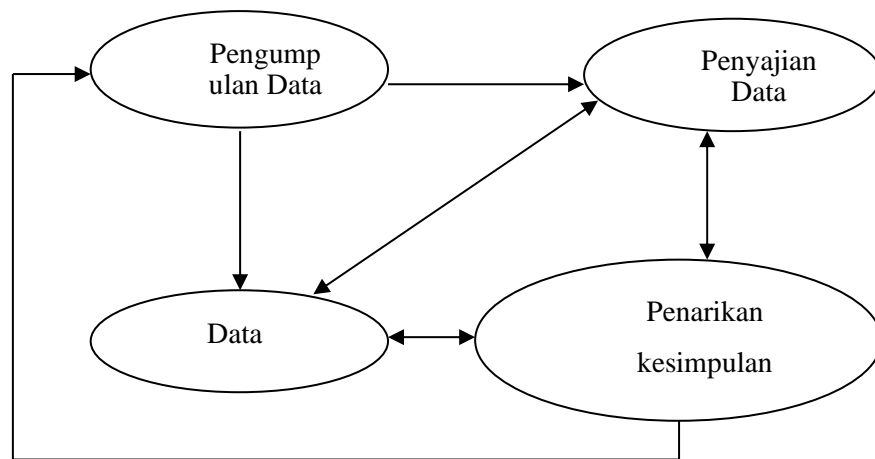 Pengump
ulan Data
Penyajian
Data
Data
Penarikan
kesimpulan